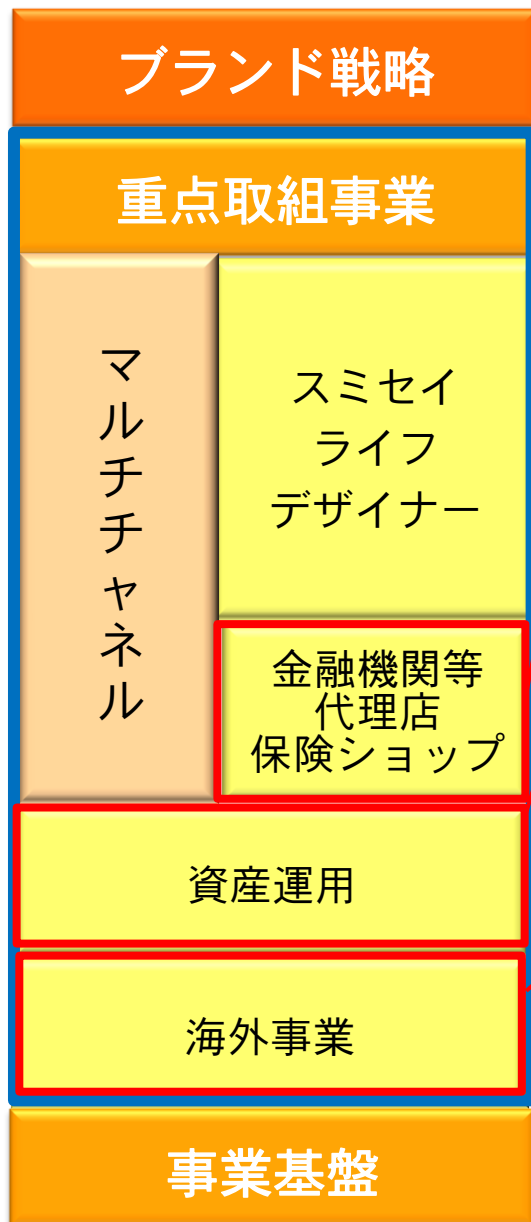 ブランド戦略
重点取組事業
マルチチャネル
スミセイ
ライフ
デザイナー
金融機関等
代理店
保険ショップ
資産運用
海外事業
事業基盤